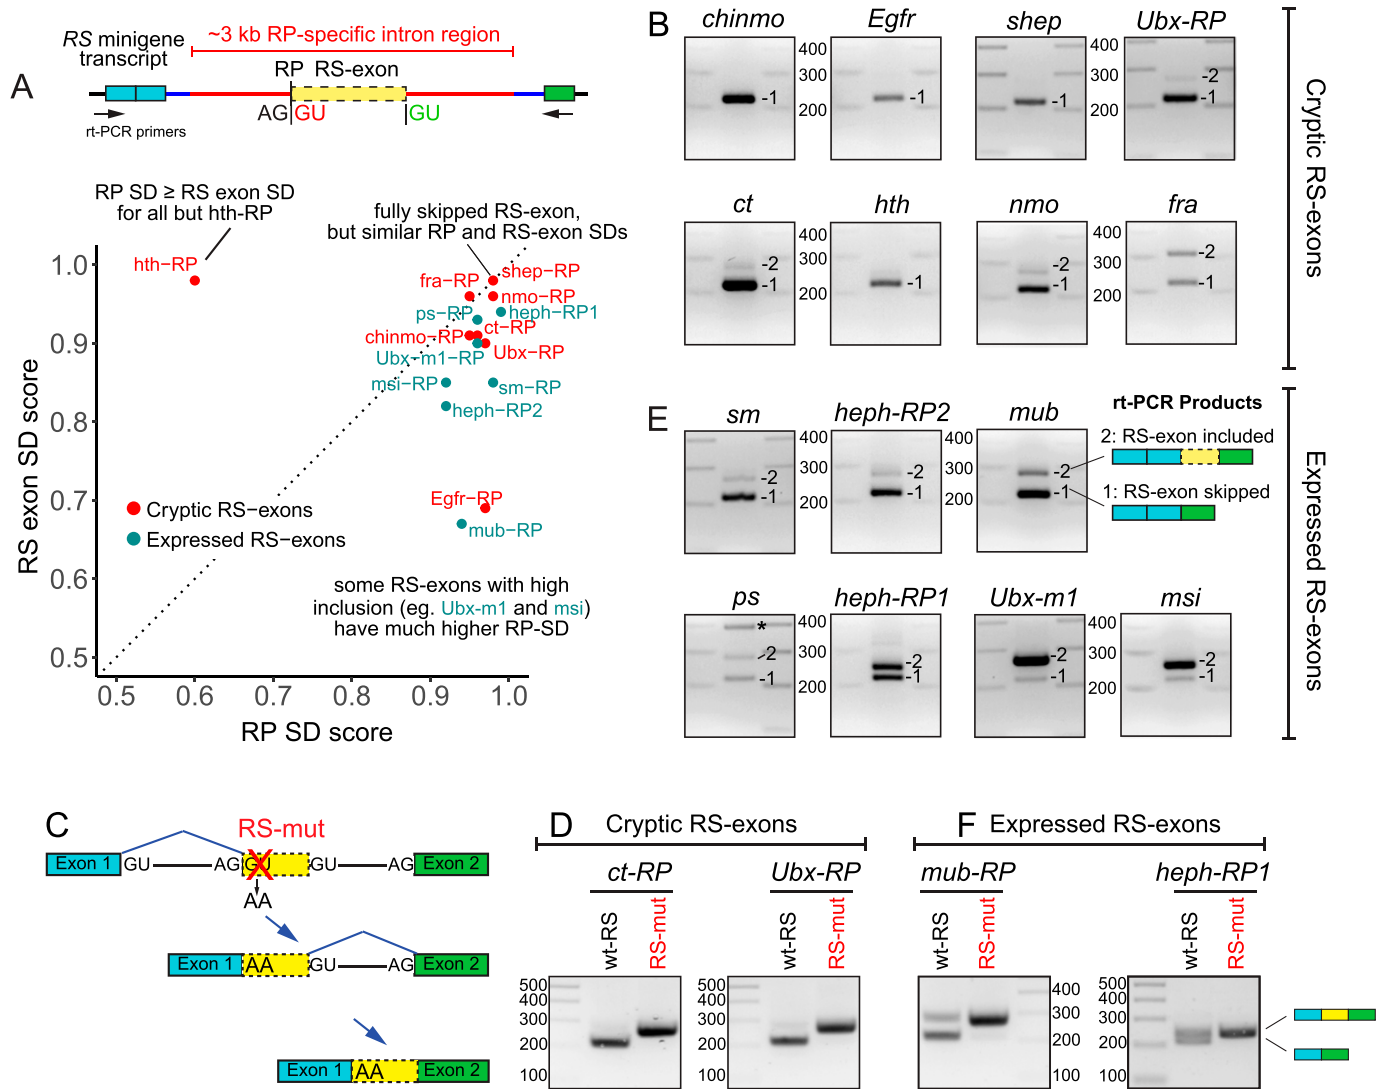 A
RS minigene
transcript
~3 kb RP-specific intron region
RP RS-exon
AG GU GU
rt-PCR primers
RP SD ≥ RS exon SD
for all but hth-RP
fully skipped RS-exon,
but similar RP and RS-exon SDs
RS exon SD score
1.0
0.9
0.8
0.7
0.6
0.5
hth−RP
shep−RP
fra−RP
nmo−RP
ps−RP
heph−RP1
chinmo−RP
ct−RP
Ubx−m1−RP
Ubx−RP
msi−RP
sm−RP
heph−RP2
Egfr−RP
mub−RP
Cryptic RS−exons
Expressed RS−exons
some RS-exons with high
inclusion (eg. Ubx-m1 and msi)
have much higher RP-SD
0.5 0.6 0.7 0.8 0.9 1.0
RP SD score
B
chinmo Egfr shep Ubx-RP
400
300
200
-1
-1
-1
-2
-1
ct hth nmo fra
400
300
200
-2
-1
-1
400
300
200
-2
-1
-2
-1
Cryptic RS-exons
E
sm heph-RP2 mub
400
300
200
-2
-1
-2
-1
400
300
200
-2
-1
rt-PCR Products
2: RS-exon included
1: RS-exon skipped
ps heph-RP1 Ubx-m1 msi
400
300
200
*
-2
-1
-2
-1
400
300
200
-2
-1
-2
-1
Expressed RS-exons
C
RS-mut
Exon 1 GU AG GU GU AG Exon 2
AA
Exon 1 AA GU AG Exon 2
Exon 1 AA Exon 2
D
Cryptic RS-exons
ct-RP Ubx-RP
wt-RS RS-mut wt-RS RS-mut
500
400
300
200
100
500
400
300
200
100
F
Expressed RS-exons
mub-RP heph-RP1
wt-RS RS-mut wt-RS RS-mut
400
300
200
100
500
400
300
200
100